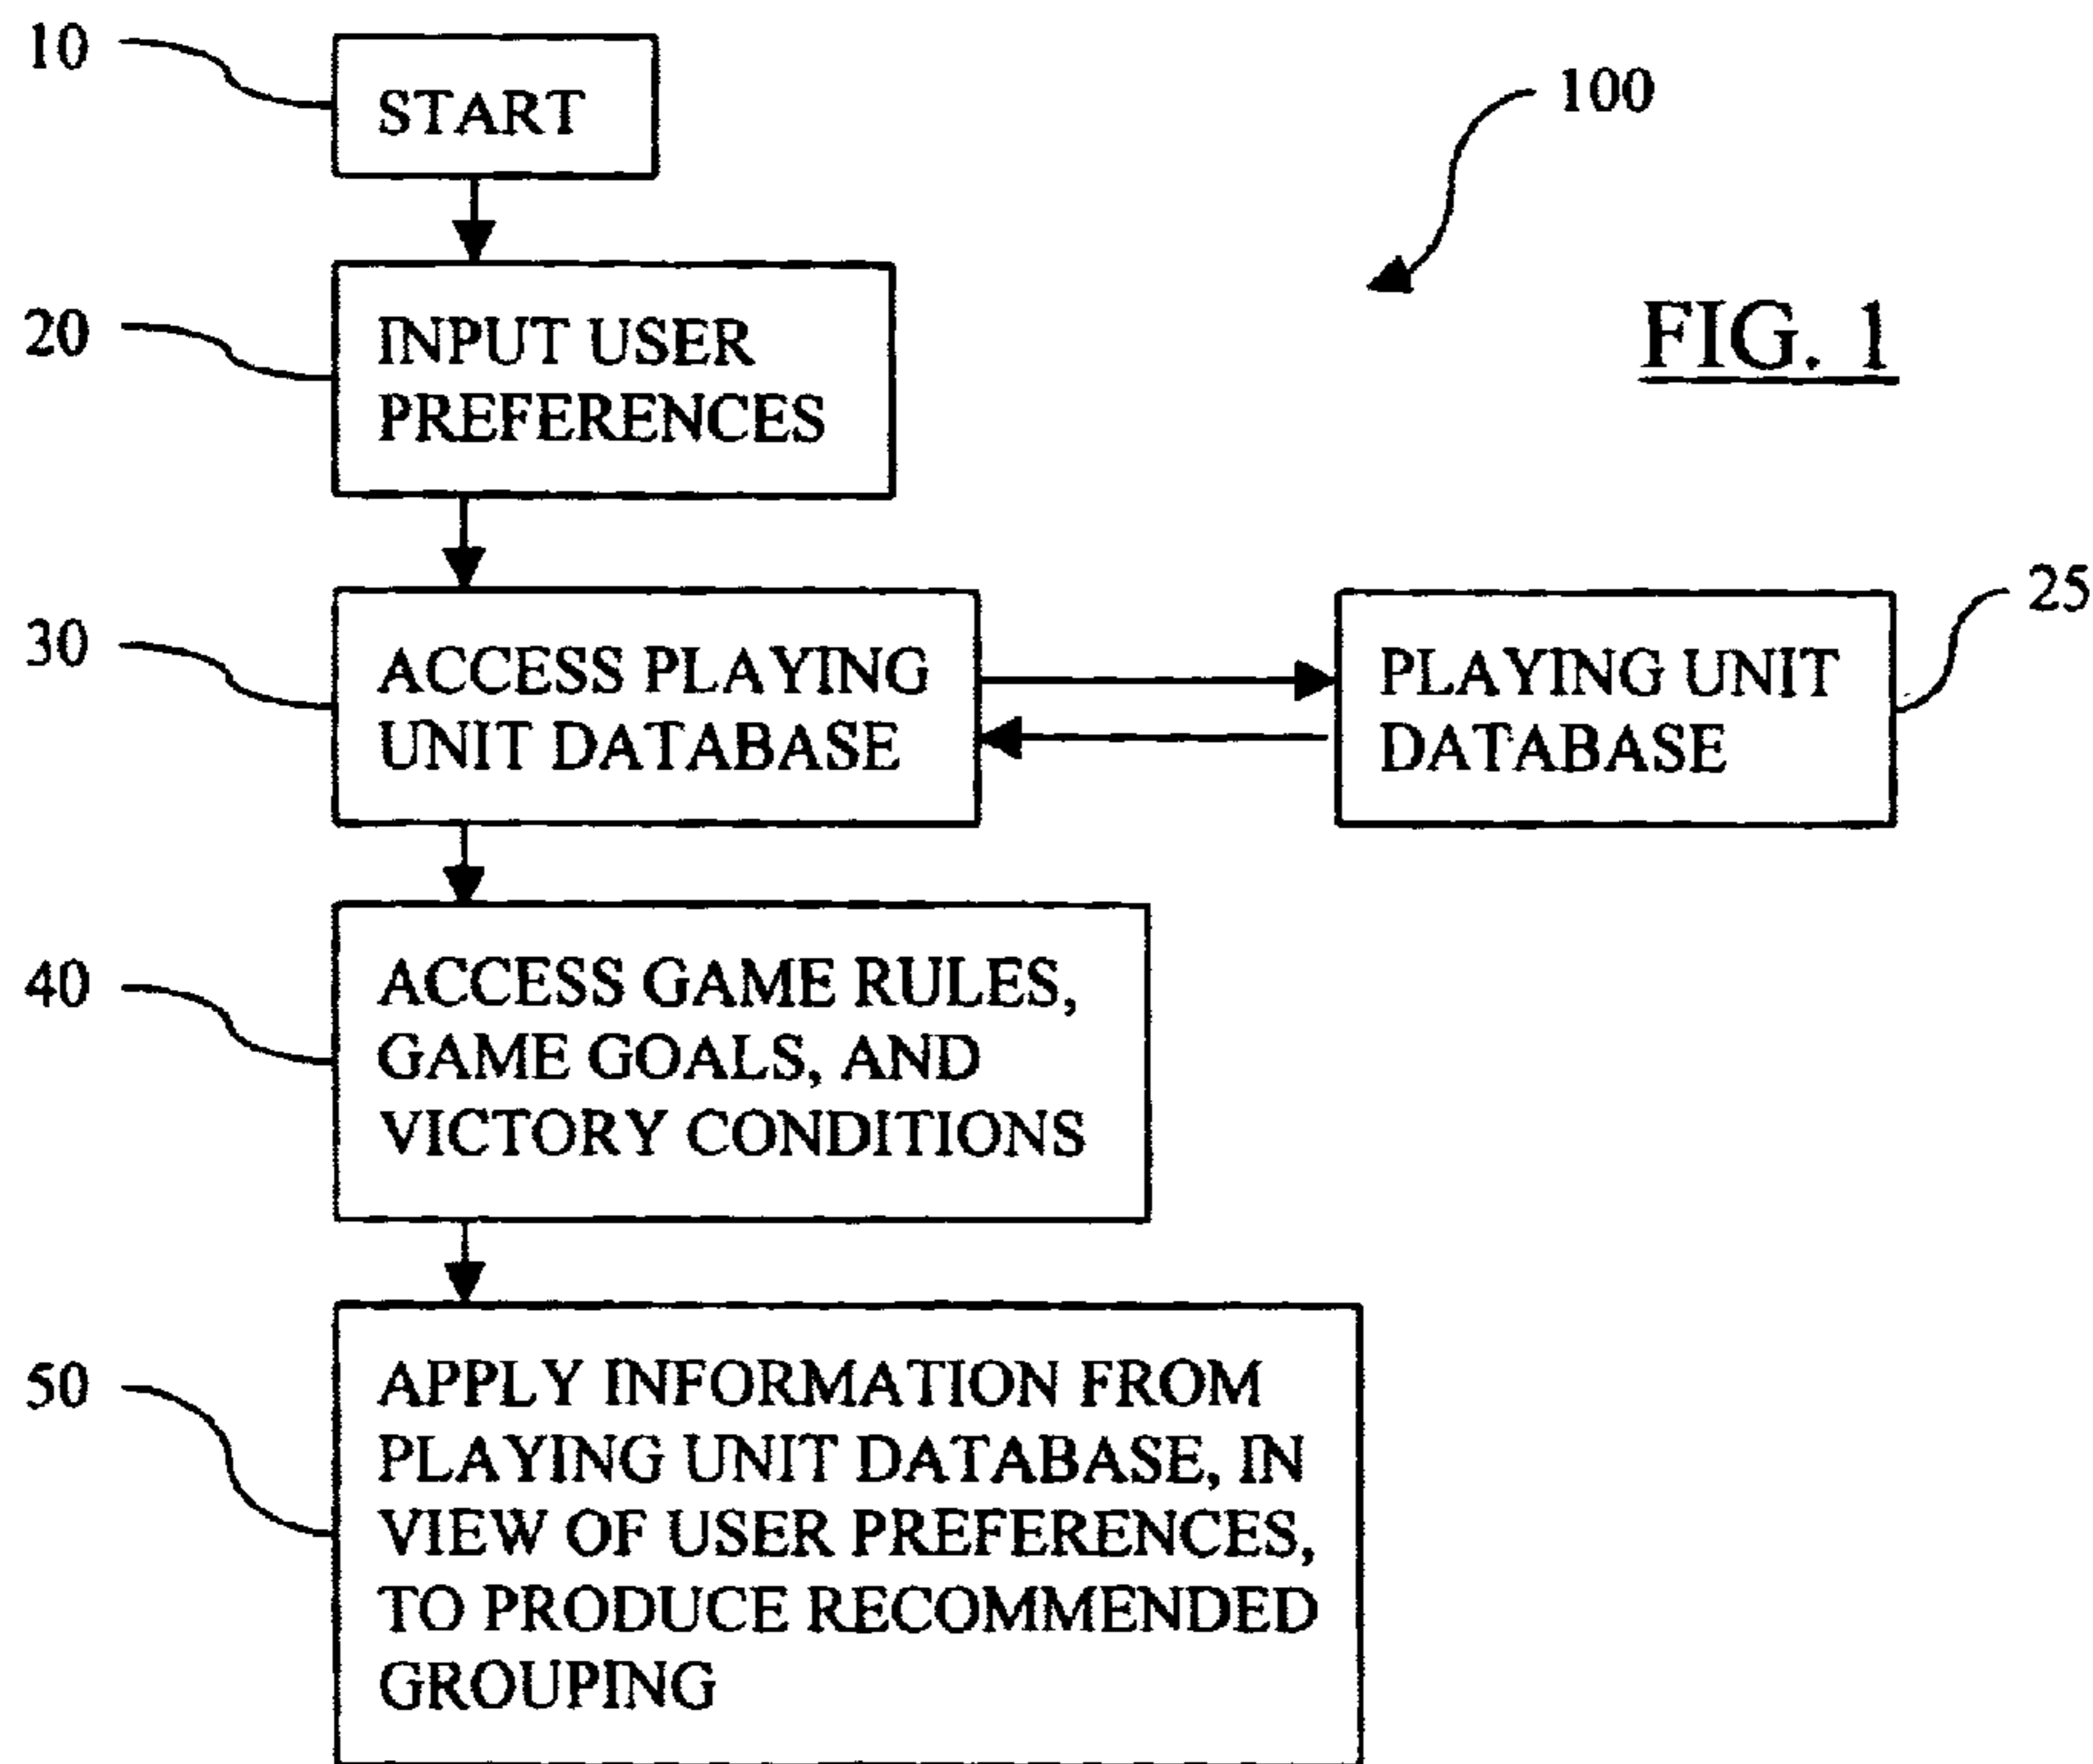 10
START
100
20
INPUT USER
PREFERENCES
FIG. 1
30
ACCESS PLAYING
UNIT DATABASE
PLAYING UNIT
DATABASE
25
40
ACCESS GAME RULES,
GAME GOALS, AND
VICTORY CONDITIONS
50
APPLY INFORMATION FROM
PLAYING UNIT DATABASE, IN
VIEW OF USER PREFERENCES,
TO PRODUCE RECOMMENDED
GROUPING